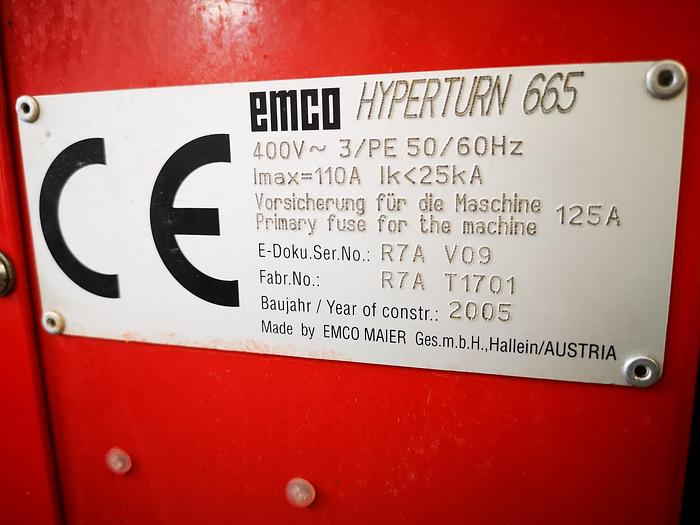 CE
emco HYPERTURN 665
400V~ 3/PE 50/60Hz
Imax=110A Ik<25kA
Vorsicherung für die Maschine
Primary fuse for the machine 125A
E-Doku.Ser.No.: R7A V09
Fabr.No.: R7A T1701
Baujahr / Year of constr.: 2005
Made by EMCO MAIER Ges.m.b.H.,Hallein/AUSTRIA